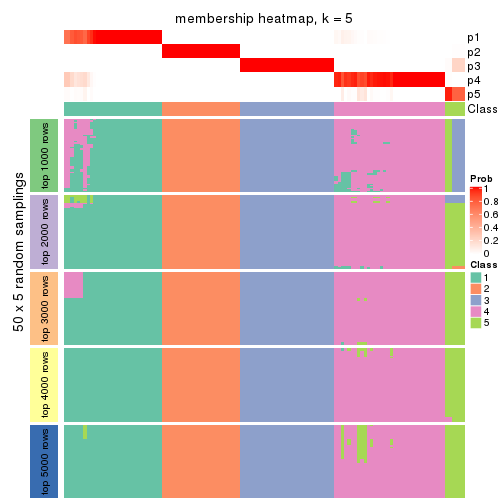 membership heatmap, k = 5
p1
p2
p3
p4
p5
Class
50 x 5 random samplings
top 1000 rows
top 2000 rows
top 3000 rows
top 4000 rows
top 5000 rows
Prob
1
0.8
0.6
0.4
0.2
0
Class
1
2
3
4
5